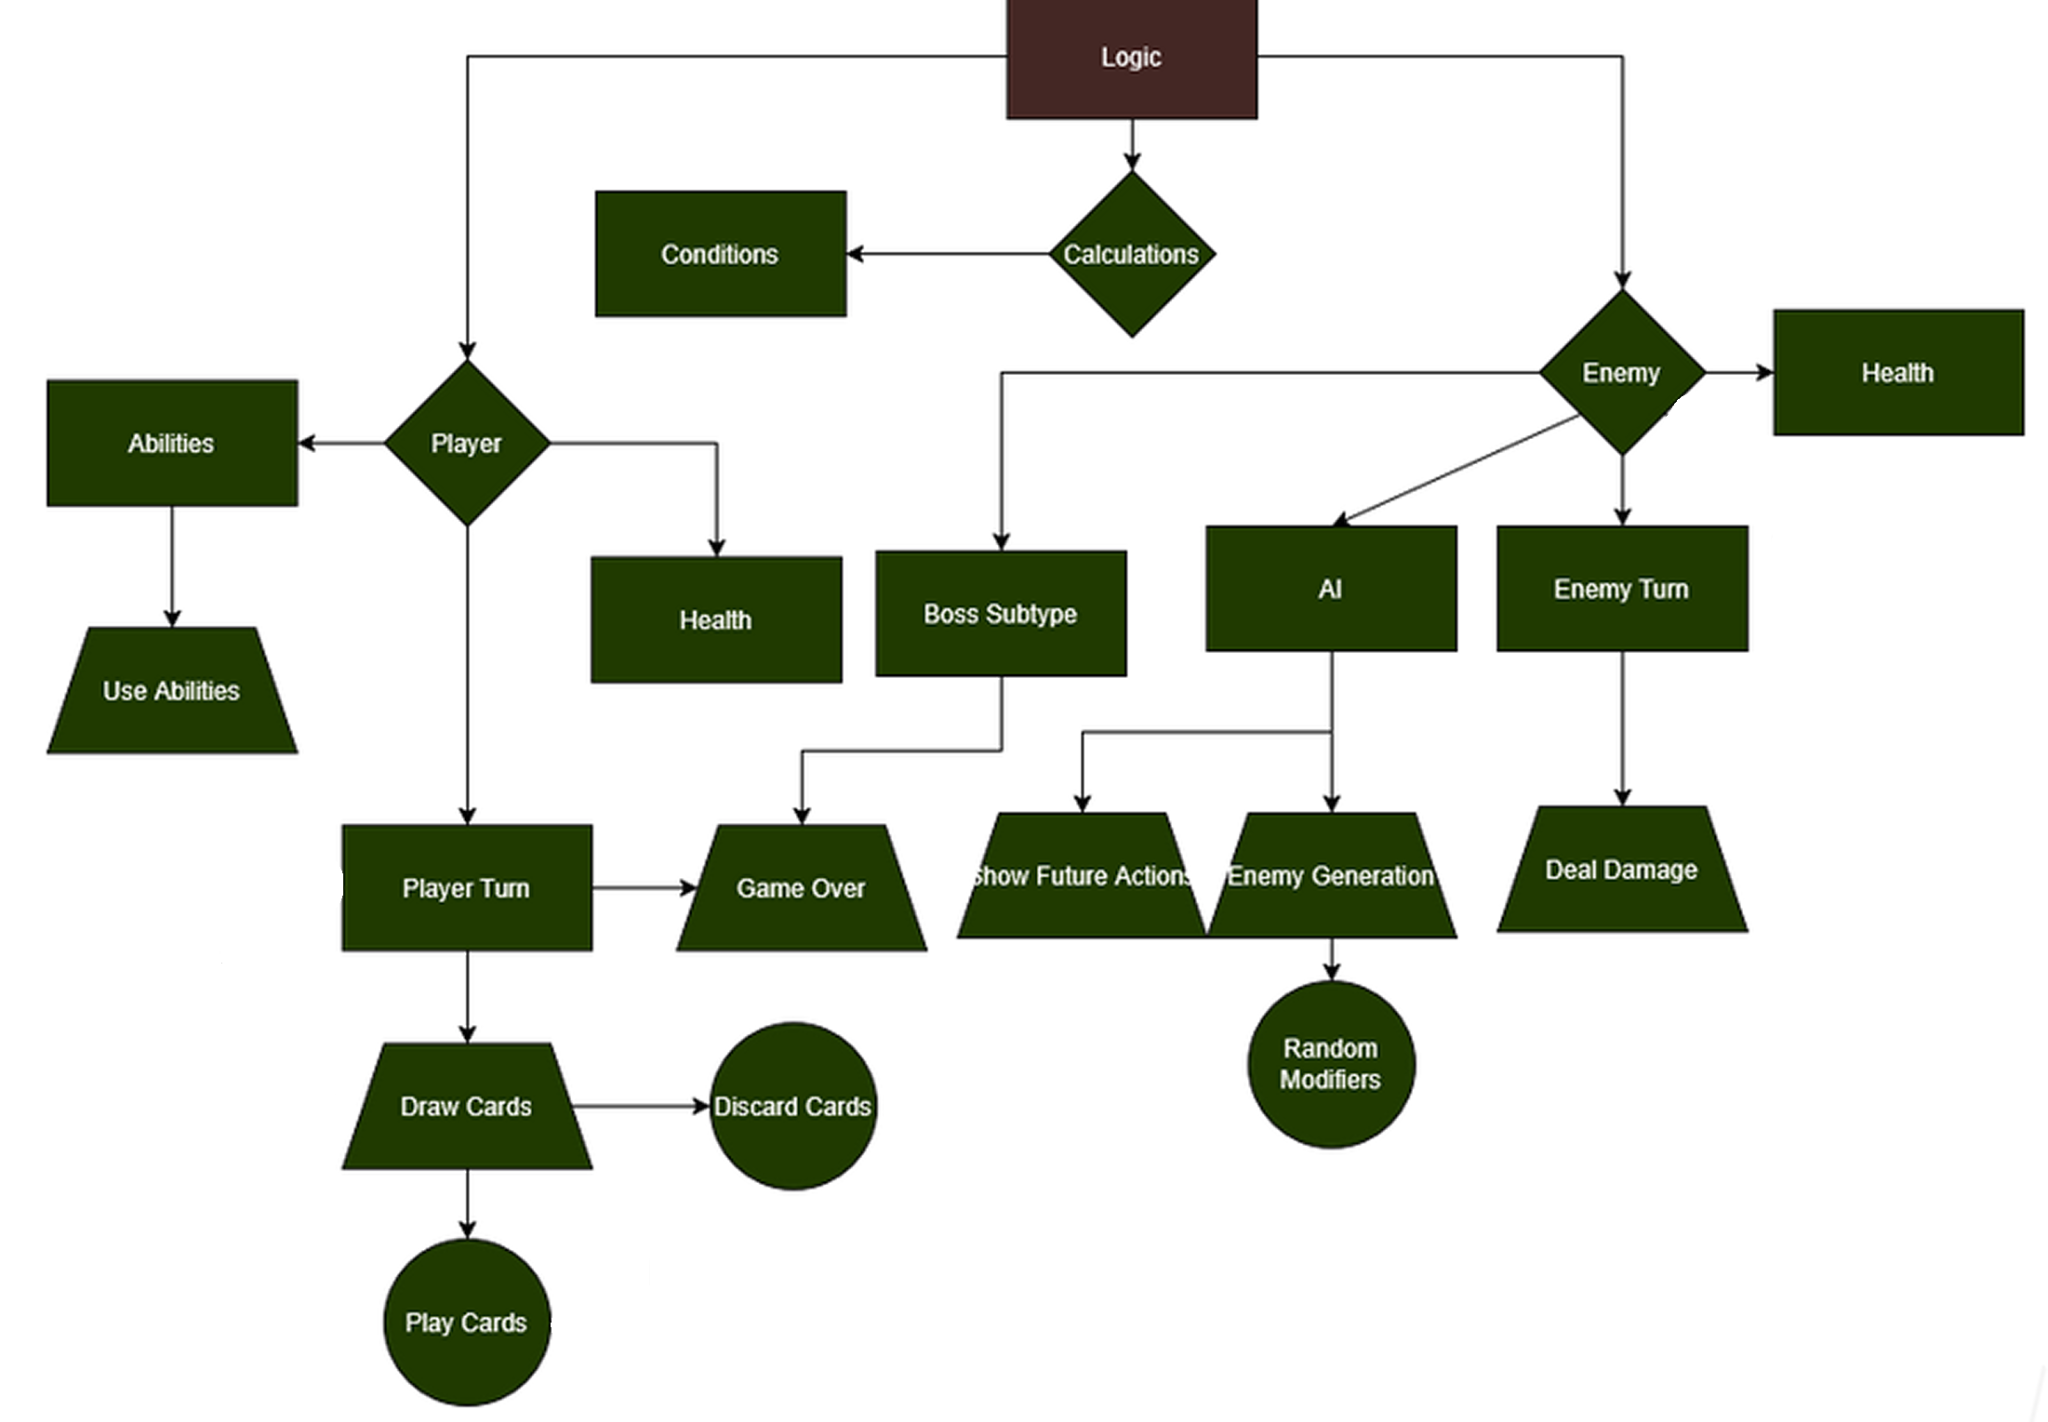 Logic
Conditions
Calculations
Enemy
Health
Abilities
Player
Use Abilities
Health
Boss Subtype
AI
Enemy Turn
Player Turn
Game Over
Show Future Actions
Enemy Generation
Deal Damage
Draw Cards
Discard Cards
Random
Modifiers
Play Cards